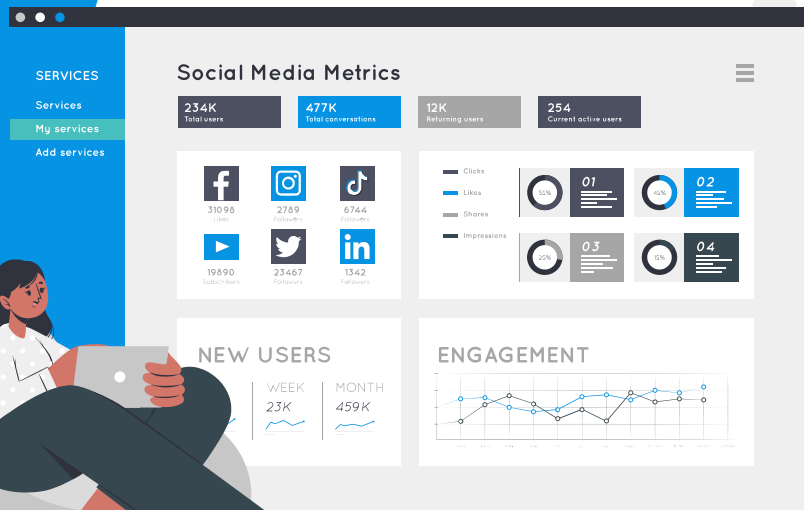 SERVICES
Services
My services
Add services
Social Media Metrics
234K
Total users
477K
Total conversations
12K
Returning users
254
Current active users
31098
Likes
2789
Followers
6744
Followers
19890
Subscribers
23467
Followers
1342
Followers
Clicks
Likes
Shares
Impressions
55%
01
45%
02
25%
03
15%
04
NEW USERS
WEEK
23K
MONTH
459K
ENGAGEMENT